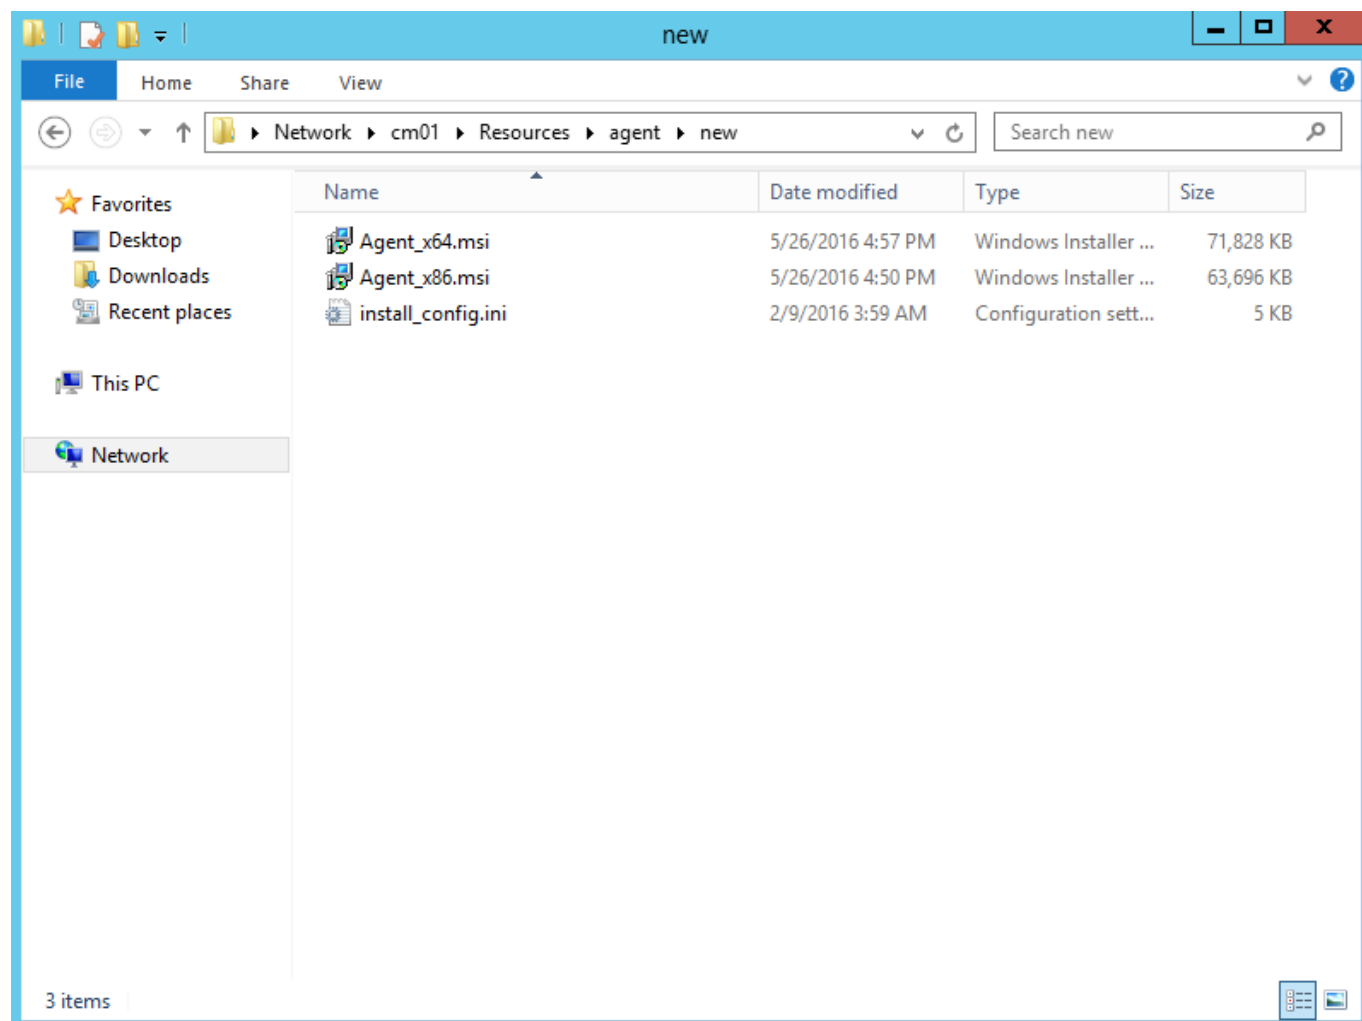 new
File Home Share View
Network cm01 Resources agent new Search new
Name Date modified Type Size
Favorites
Desktop
Downloads
Recent places
This PC
Network
Agent_x64.msi 5/26/2016 4:57 PM Windows Installer ... 71,828 KB
Agent_x86.msi 5/26/2016 4:50 PM Windows Installer ... 63,696 KB
install_config.ini 2/9/2016 3:59 AM Configuration sett... 5 KB
3 items